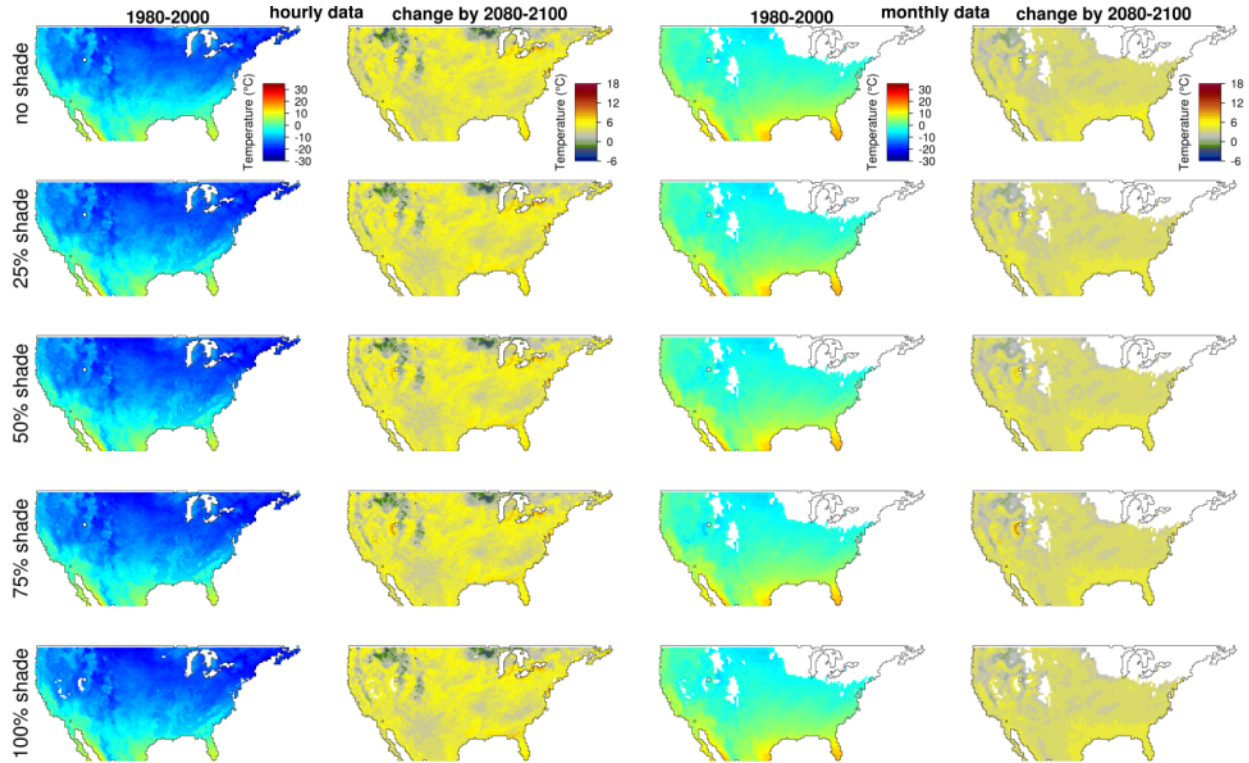 1980-2000 hourly data change by 2080-2100 1980-2000 monthly data change by 2080-2100
no shade
Temperature (°C)
30
20
10
0
-10
-20
-30
Temperature (°C)
18
12
6
0
-6
Temperature (°C)
30
20
10
0
-10
-20
-30
Temperature (°C)
18
12
6
0
-6
25% shade
50% shade
75% shade
100% shade